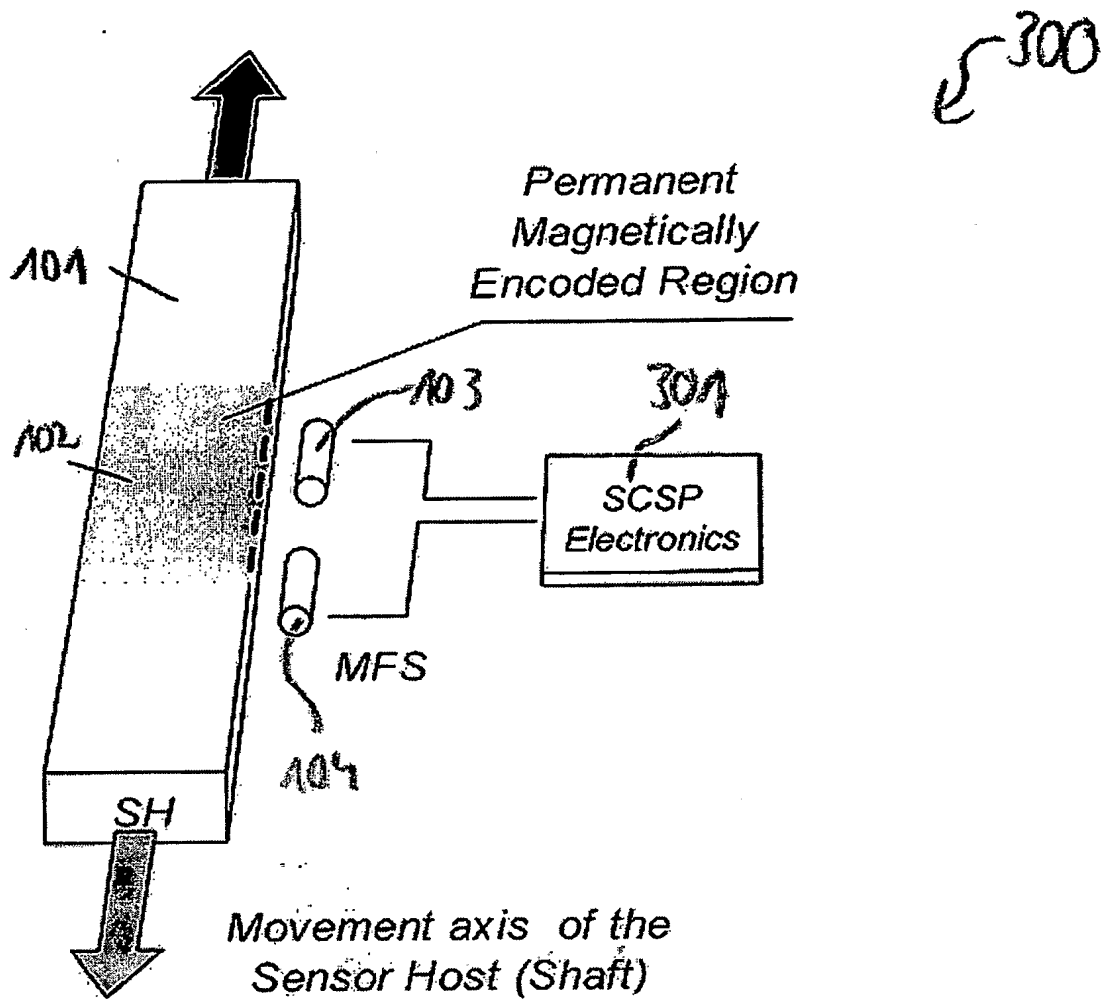 300
Permanent
Magnetically
Encoded Region
101
103
301
102
SCSP
Electronics
MFS
104
SH
Movement axis of the
Sensor Host (Shaft)